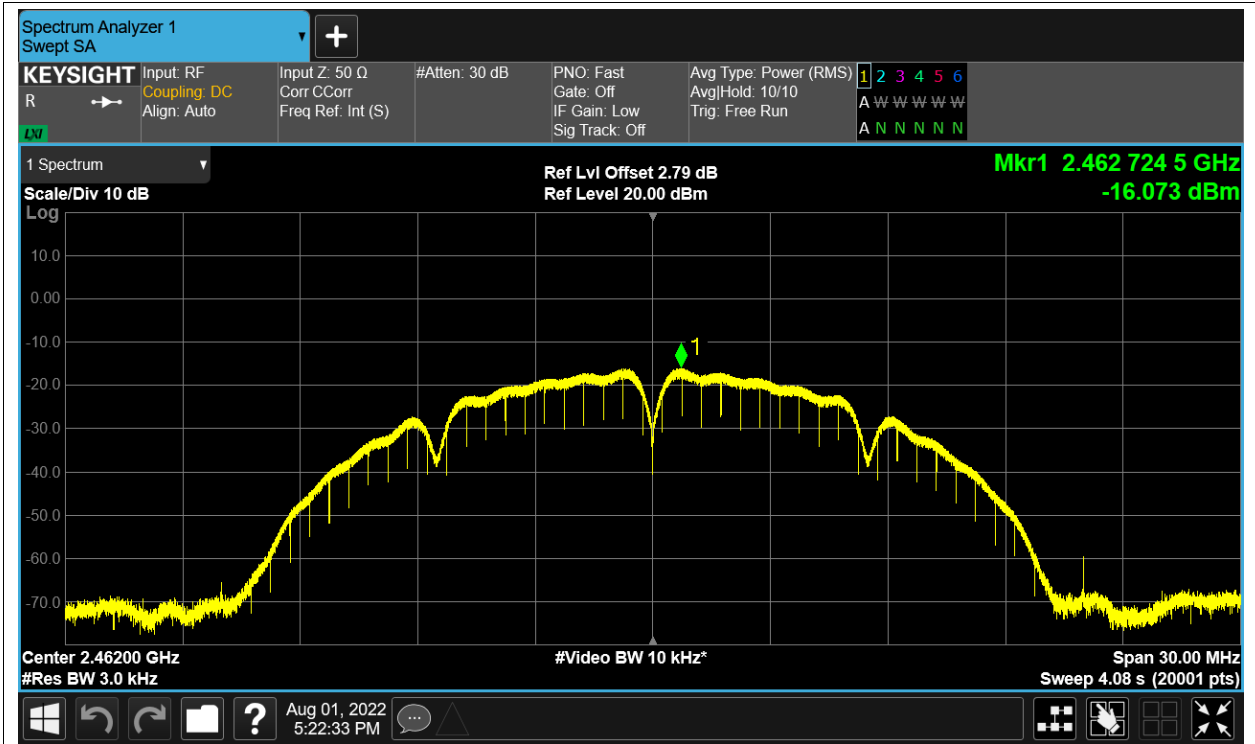 Spectrum Analyzer 1
Swept SA
KEYSIGHT
R
LXI
Input: RF
Coupling: DC
Align: Auto
Input Z: 50 Ω
Corr CCorr
Freq Ref: Int (S)
#Atten: 30 dB
PNO: Fast
Gate: Off
IF Gain: Low
Sig Track: Off
Avg Type: Power (RMS)
Avg|Hold: 10/10
Trig: Free Run
1 2 3 4 5 6
A W W W W W
A N N N N N
1 Spectrum
Scale/Div 10 dB
Log
Ref Lvl Offset 2.79 dB
Ref Level 20.00 dBm
Mkr1 2.462 724 5 GHz
-16.073 dBm
10.0
0.00
-10.0
1
-20.0
-30.0
-40.0
-50.0
-60.0
-70.0
Center 2.46200 GHz
#Res BW 3.0 kHz
#Video BW 10 kHz*
Span 30.00 MHz
Sweep 4.08 s (20001 pts)
?
Aug 01, 2022
5:22:33 PM